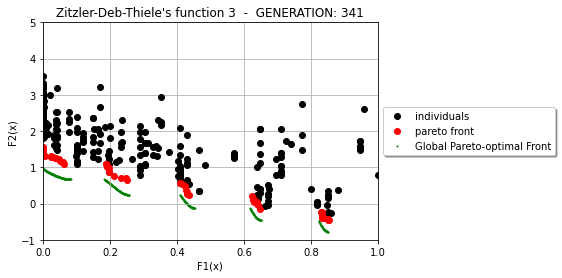 Zitzler-Deb-Thiele's function 3 - GENERATION: 341
5
4
3
2
1
0
−1
F2(x)
0.0
0.2
0.4
0.6
0.8
1.0
F1(x)
individuals
pareto front
Global Pareto-optimal Front